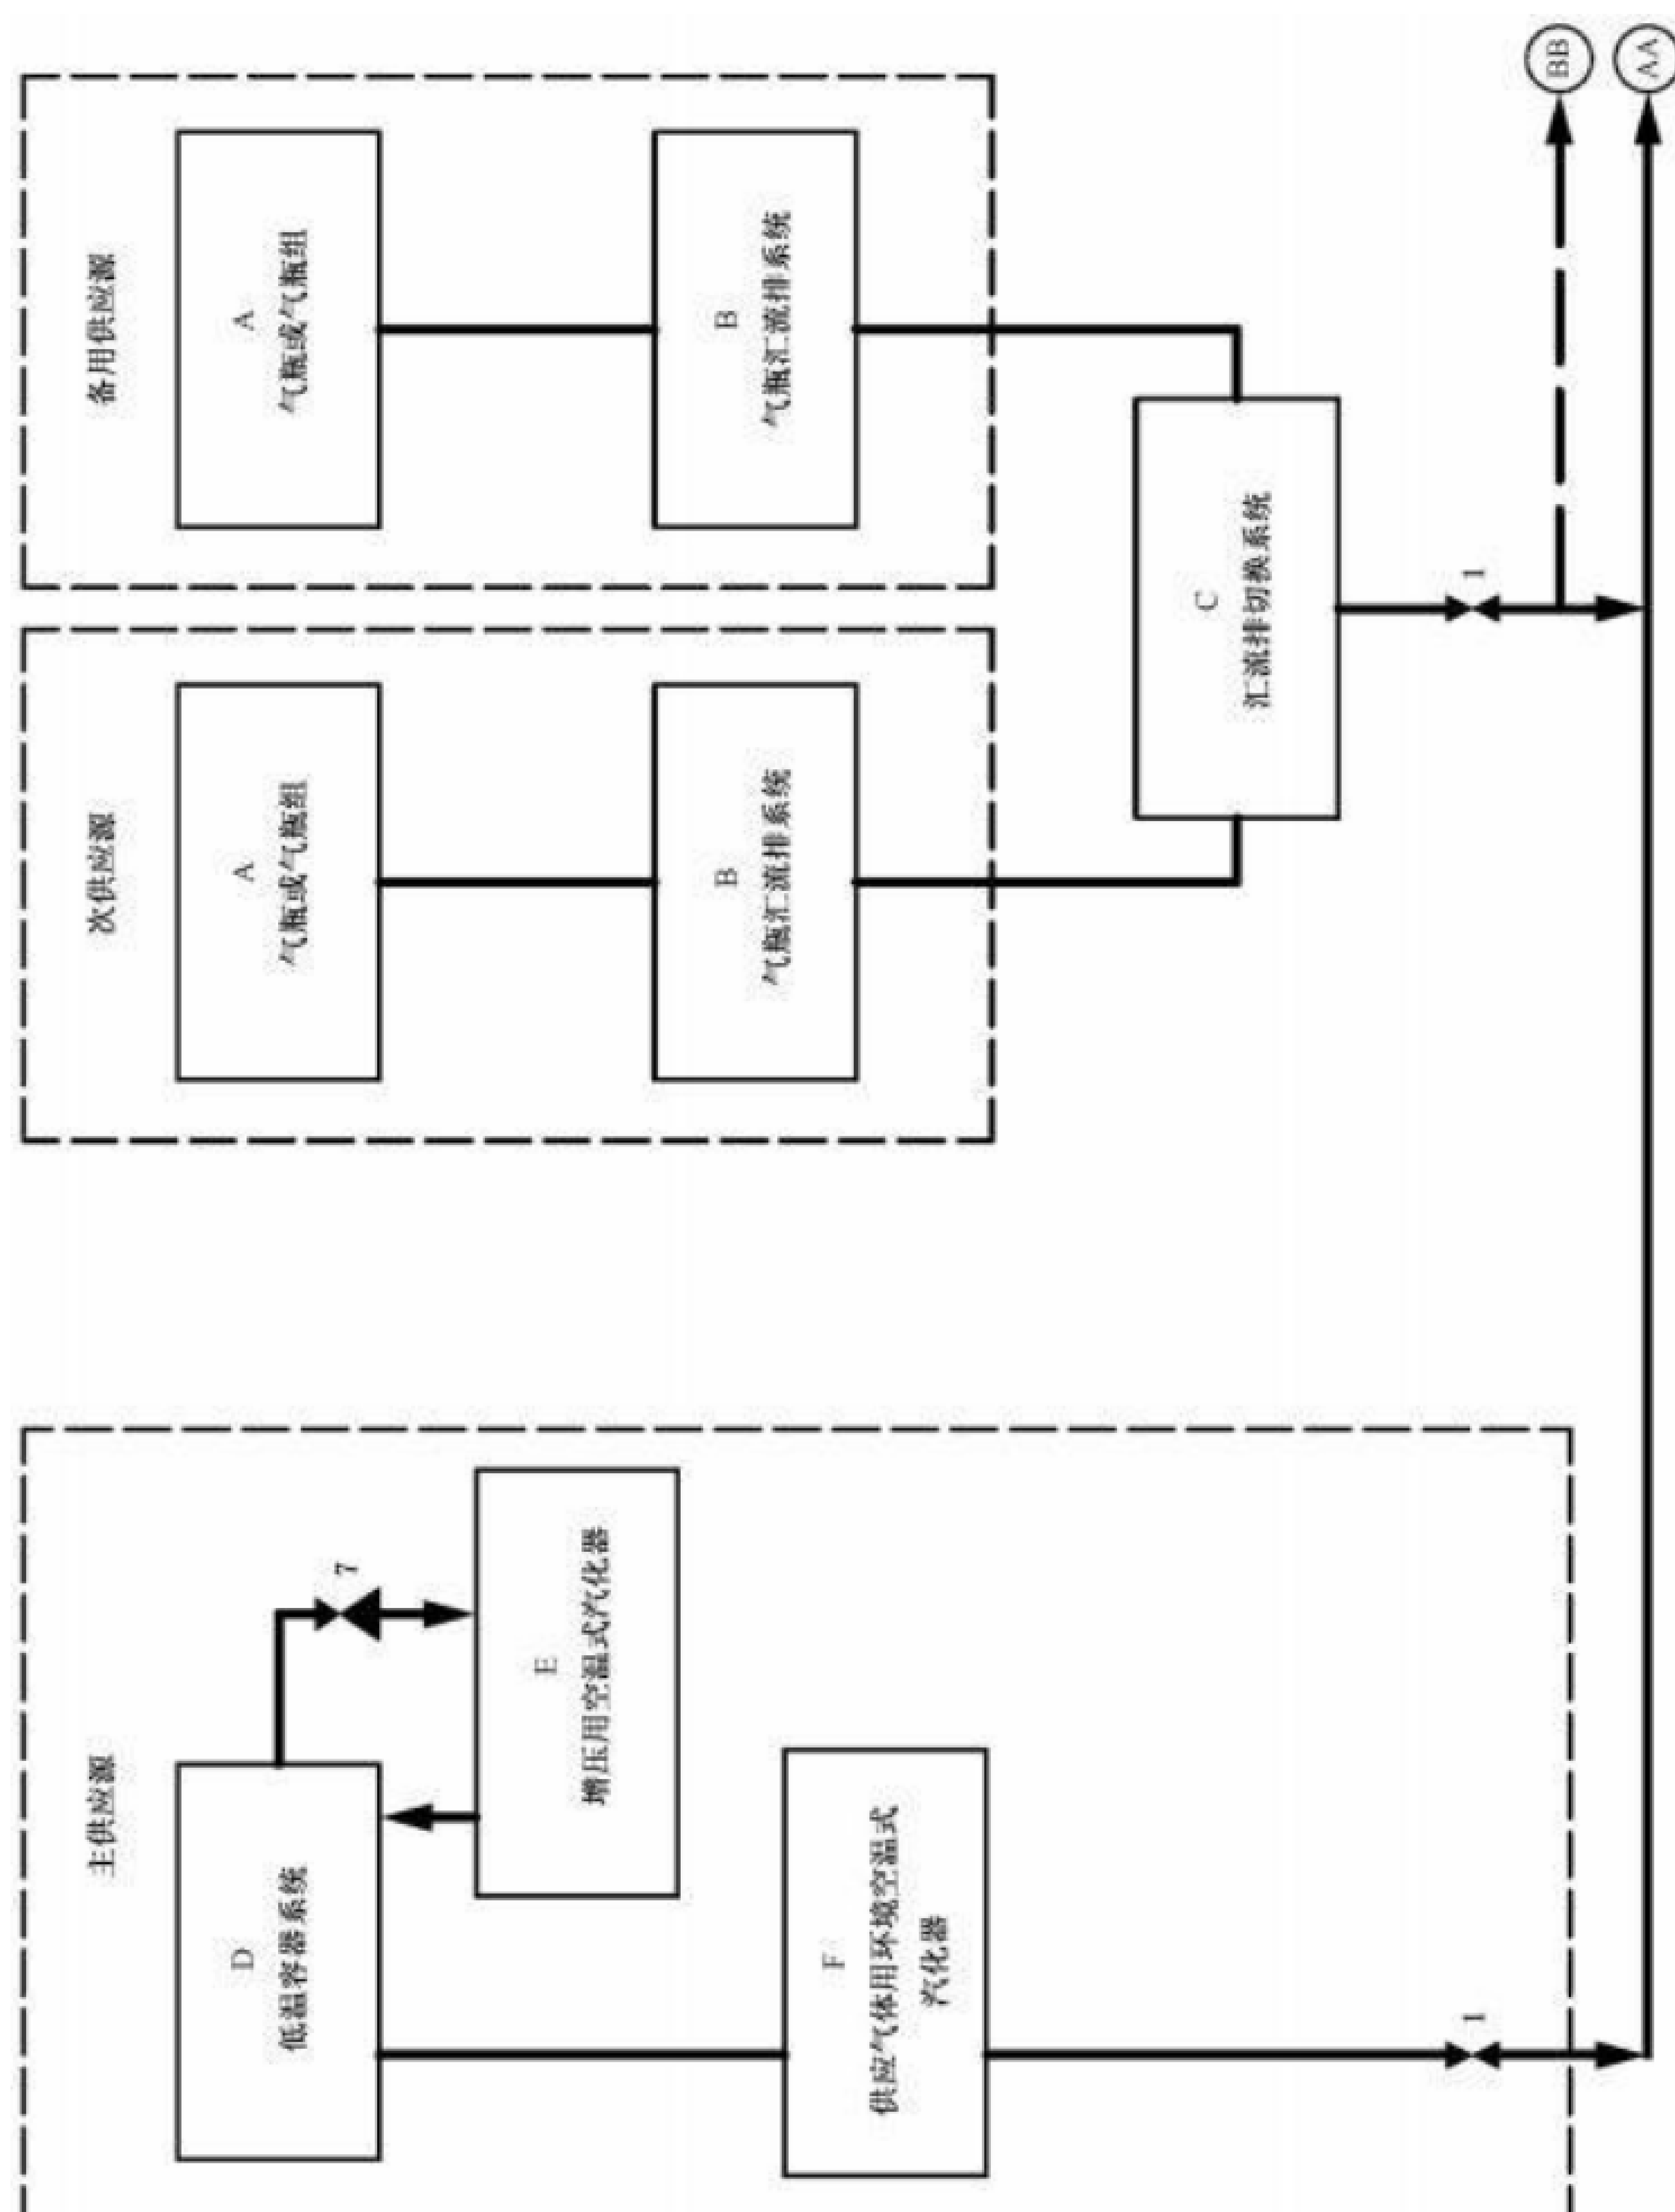 主供应源
D
低温容器系统
7
E
增压用空温式汽化器
F
供应气体用环境空温式
汽化器
1
次供应源
A
气瓶或气瓶组
B
气瓶汇流排系统
备用供应源
A
气瓶或气瓶组
B
气瓶汇流排系统
C
汇流排切换系统
1
BB
AA